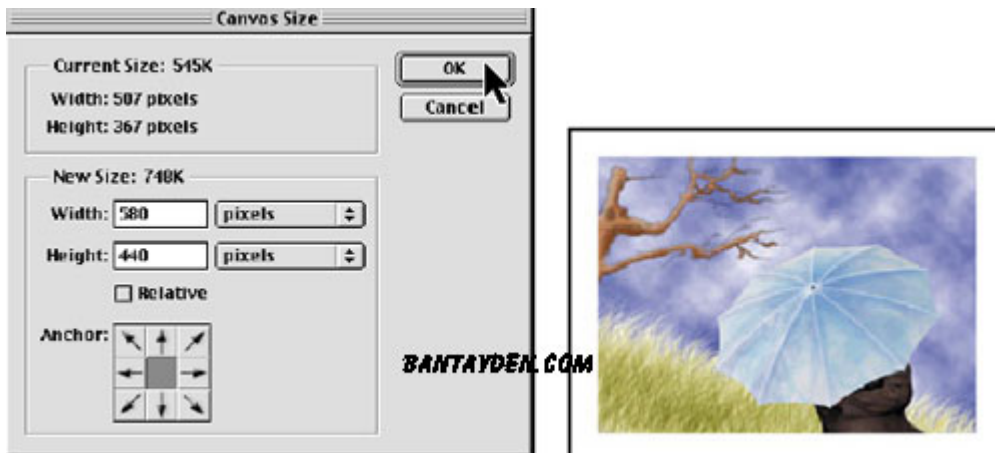 Canvas Size
Current Size: 545K
Width: 507 pixels
Height: 367 pixels
OK
Cancel
New Size: 748K
Width: 580 pixels
Height: 440 pixels
Relative
Anchor:
BANTAYDEN.COM